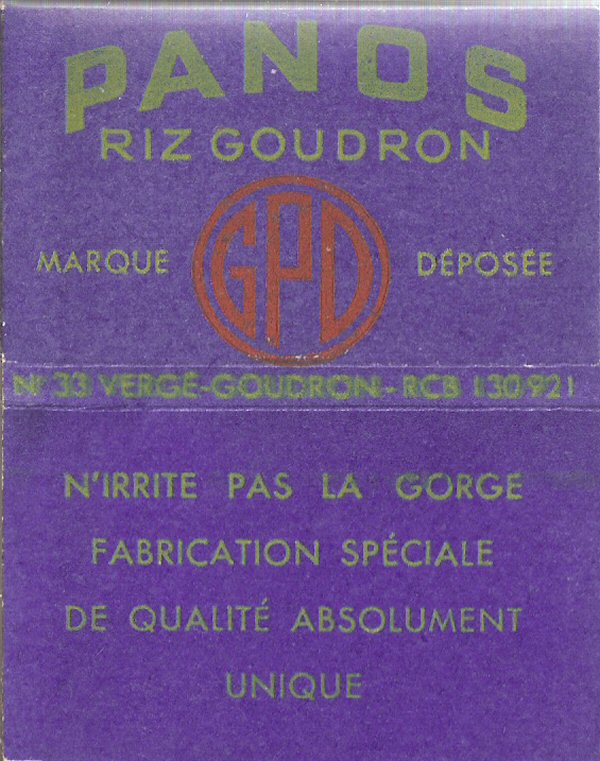 PANOS
RIZ GOUDRON
MARQUE GPD DÉPOSÉE
Nº 33 VERGÉ-GOUDRON - RCB 130921
N'IRRITE PAS LA GORGE
FABRICATION SPÉCIALE
DE QUALITÉ ABSOLUMENT
UNIQUE